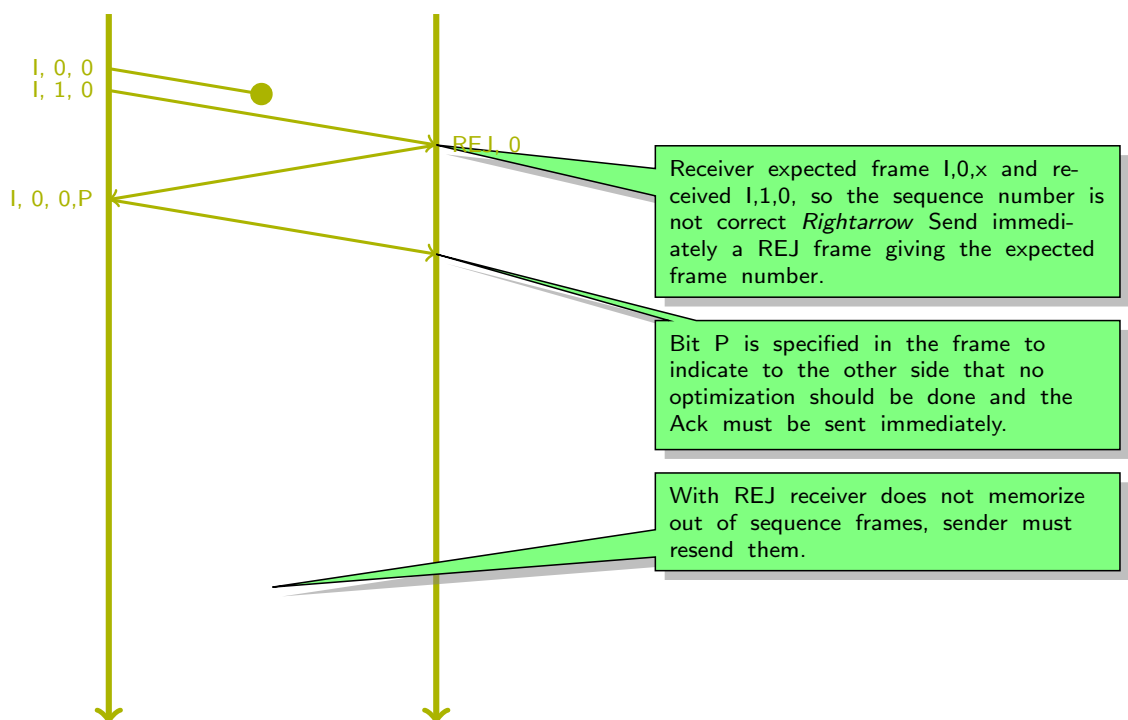 I, 0, 0
I, 1, 0
REJ, 0
I, 0, 0,P
Receiver expected frame I,0,x and re-
ceived I,1,0, so the sequence number is
not correct Rightarrow Send immedi-
ately a REJ frame giving the expected
frame number.
Bit P is specified in the frame to
indicate to the other side that no
optimization should be done and the
Ack must be sent immediately.
With REJ receiver does not memorize
out of sequence frames, sender must
resend them.